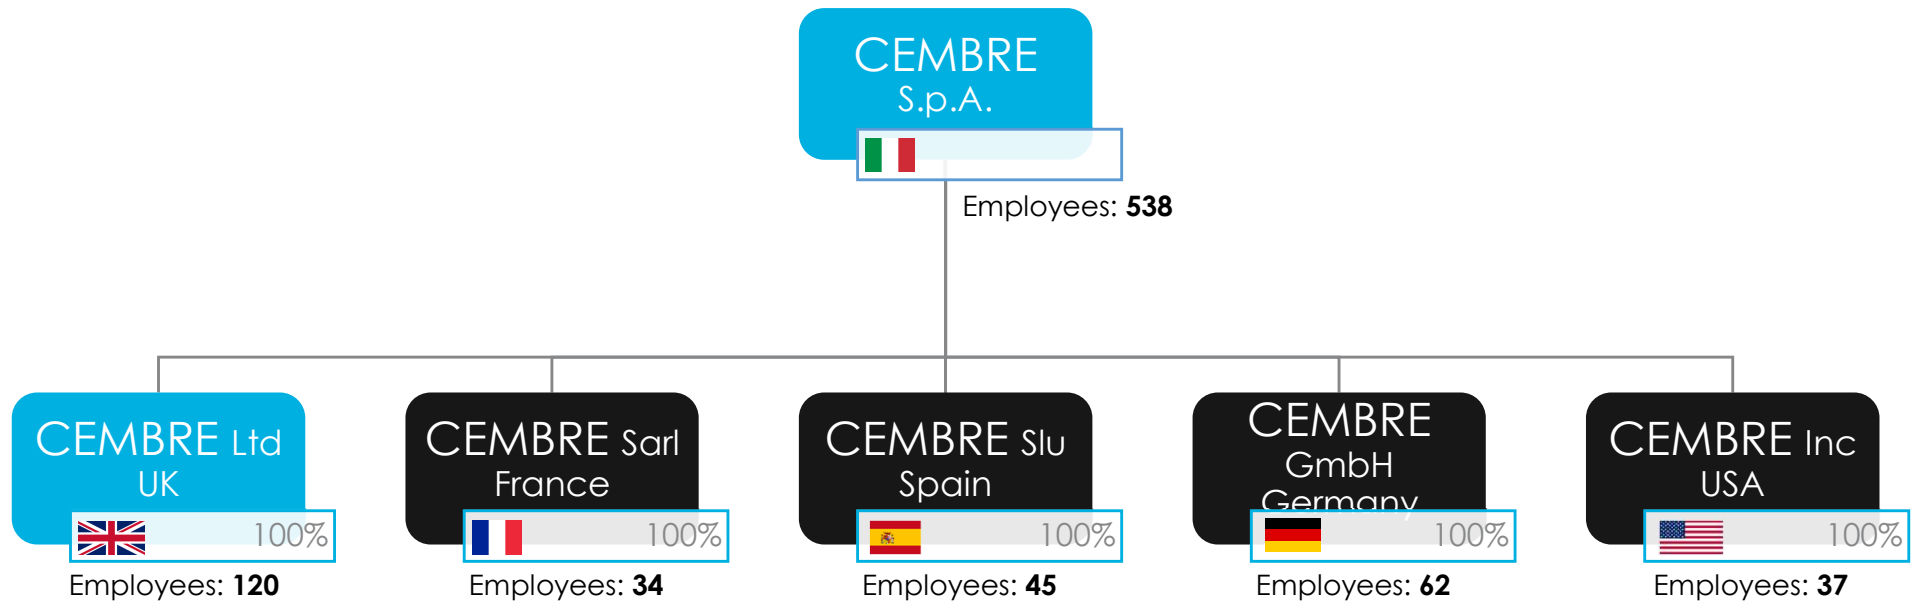 CEMBRE
S.p.A.
Employees: 538
CEMBRE Ltd
UK
100%
Employees: 120
CEMBRE Sarl
France
100%
Employees: 34
CEMBRE Slu
Spain
100%
Employees: 45
CEMBRE
GmbH
Germany
100%
Employees: 62
CEMBRE Inc
USA
100%
Employees: 37